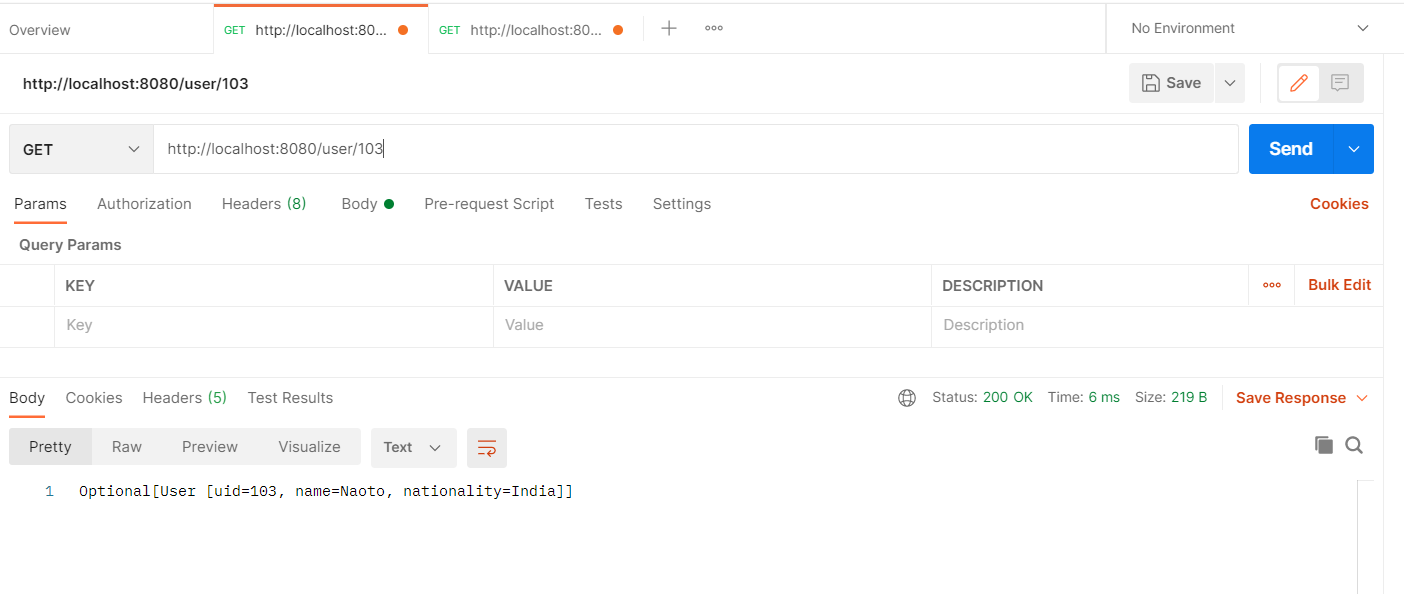 Overview GET http://localhost:80... GET http://localhost:80... No Environment
http://localhost:8080/user/103 Save
GET http://localhost:8080/user/103 Send
Params Authorization Headers (8) Body Pre-request Script Tests Settings Cookies
Query Params
KEY VALUE DESCRIPTION Bulk Edit
Key Value Description
Body Cookies Headers (5) Test Results Status: 200 OK Time: 6 ms Size: 219 B Save Response
Pretty Raw Preview Visualize Text
1 Optional[User [uid=103, name=Naoto, nationality=India]]